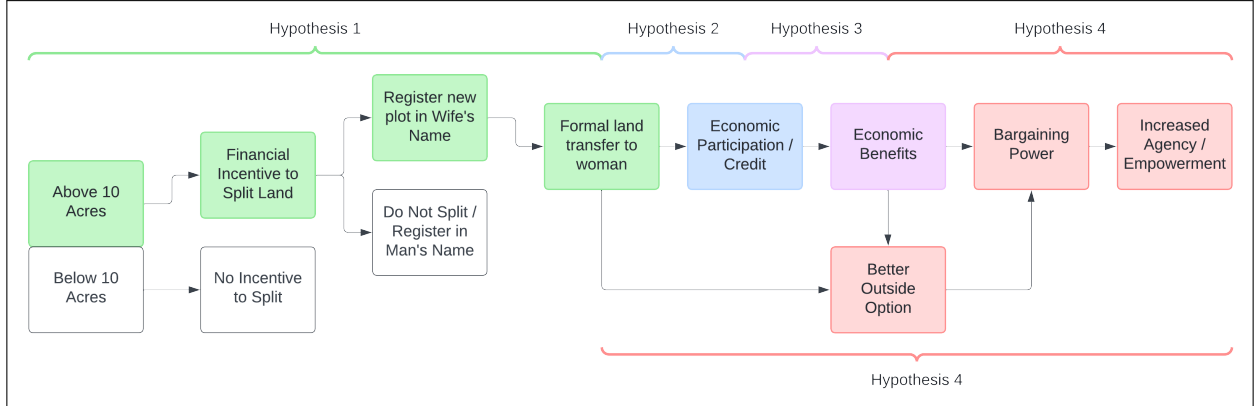 Hypothesis 1
Hypothesis 2
Hypothesis 3
Hypothesis 4
Above 10
Acres
Below 10
Acres
Financial
Incentive to
Split Land
No Incentive
to Split
Register new
plot in Wife's
Name
Do Not Split /
Register in
Man's Name
Formal land
transfer to
woman
Economic
Participation /
Credit
Economic
Benefits
Better
Outside
Option
Bargaining
Power
Increased
Agency /
Empowerment
Hypothesis 4